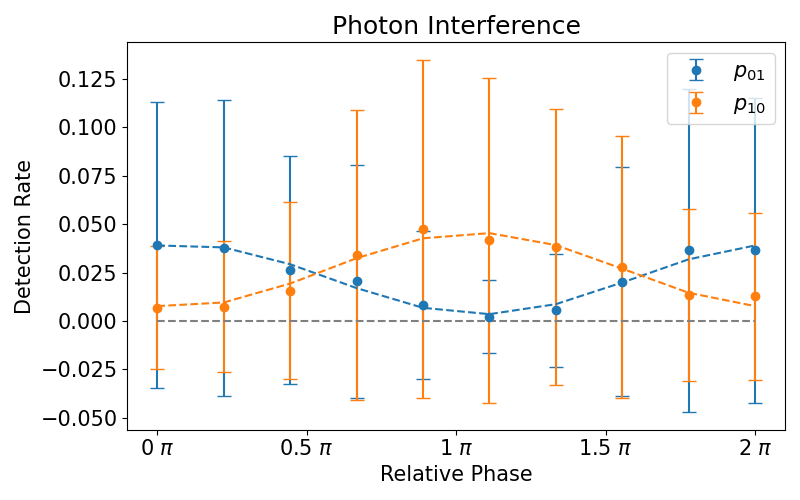 Photon Interference
Detection Rate
0.125
0.100
0.075
0.050
0.025
0.000
−0.025
−0.050
p₀₁
p₁₀
0 π
0.5 π
1 π
1.5 π
2 π
Relative Phase